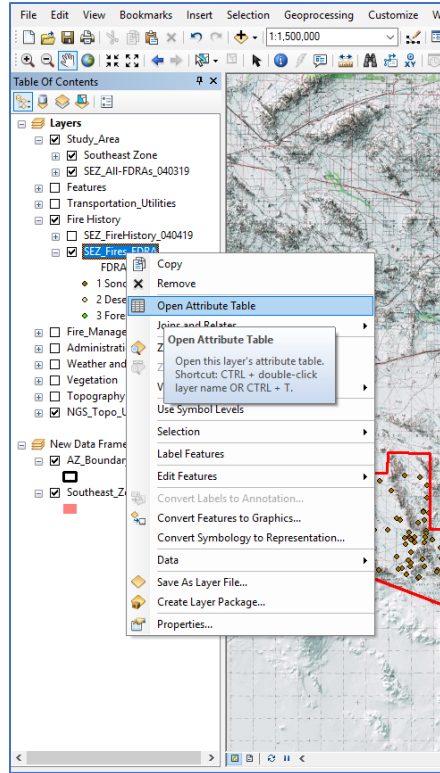 File Edit View Bookmarks Insert Selection Geoprocessing Customize
1:1,500,000
Table Of Contents
Layers
Study_Area
Southeast Zone
SEZ_All-FDRAs_040319
Features
Transportation_Utilities
Fire History
SEZ_FireHistory_040419
SEZ_Fires_FDRA
FDRA
1 Sono
2 Dese
3 Fore
Fire_Manage
Administrati
Weather and
Vegetation
Topography
NGS_Topo_U
New Data Frame
AZ_Boundar
Southeast_Z
Copy
Remove
Open Attribute Table
Joins and Relates
Open Attribute Table
Open this layer's attribute table.
Shortcut: CTRL + double-click
layer name OR CTRL + T.
Z
Z
V
Use Symbol Levels
Selection
Label Features
Edit Features
Convert Labels to Annotation...
Convert Features to Graphics...
Convert Symbology to Representation...
Data
Save As Layer File...
Create Layer Package...
Properties...